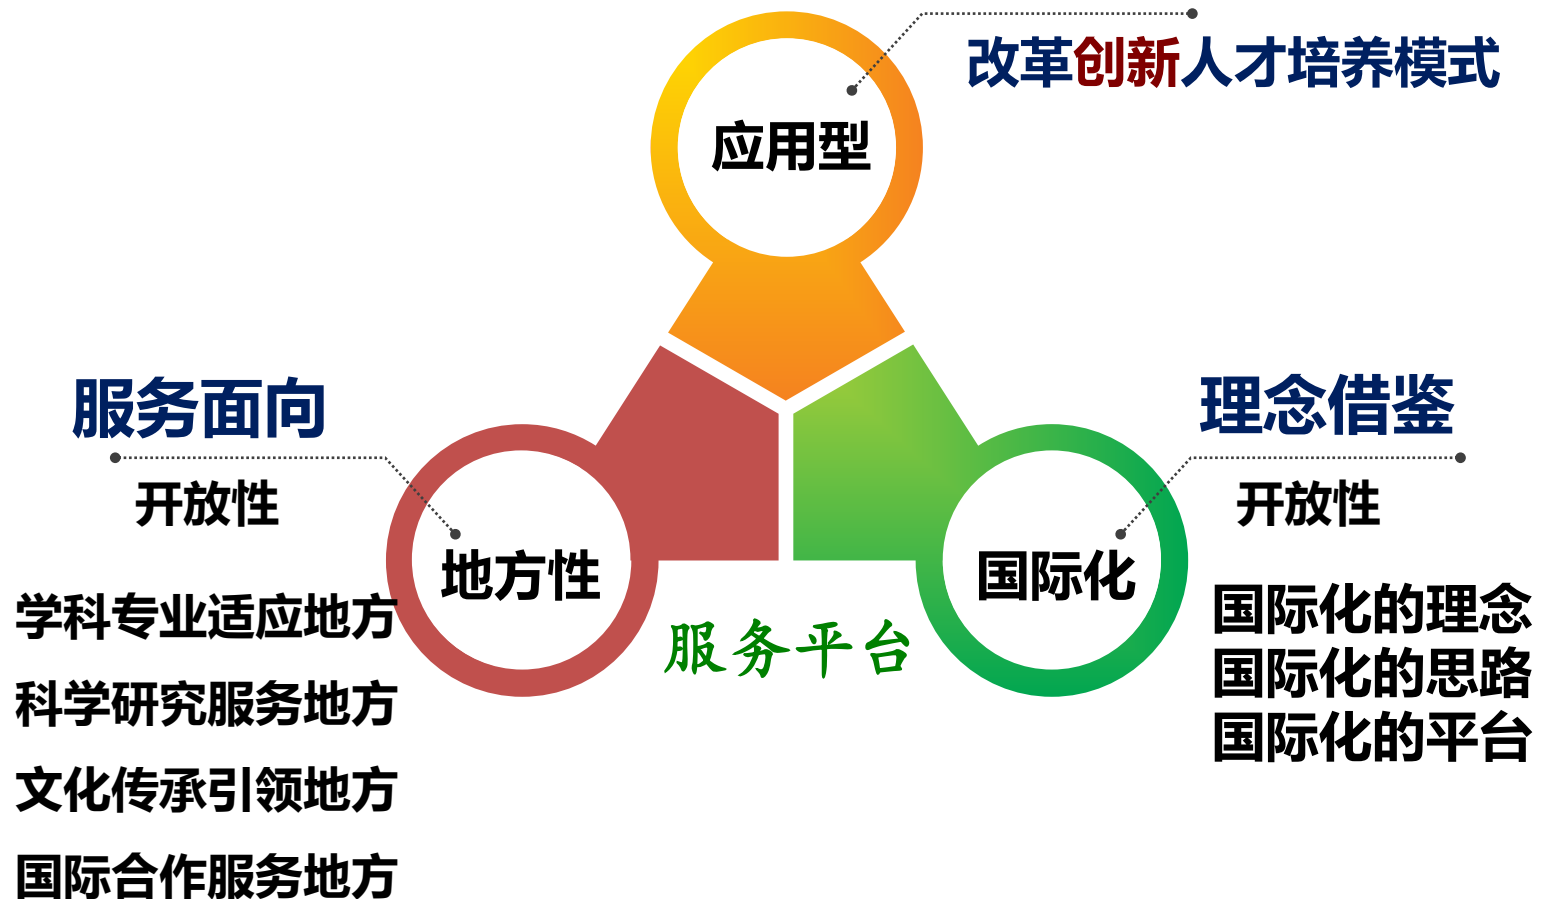 改革创新人才培养模式
应用型
服务面向
开放性
地方性
学科专业适应地方
科学研究服务地方
文化传承引领地方
国际合作服务地方
服务平台
理念借鉴
开放性
国际化
国际化的理念
国际化的思路
国际化的平台